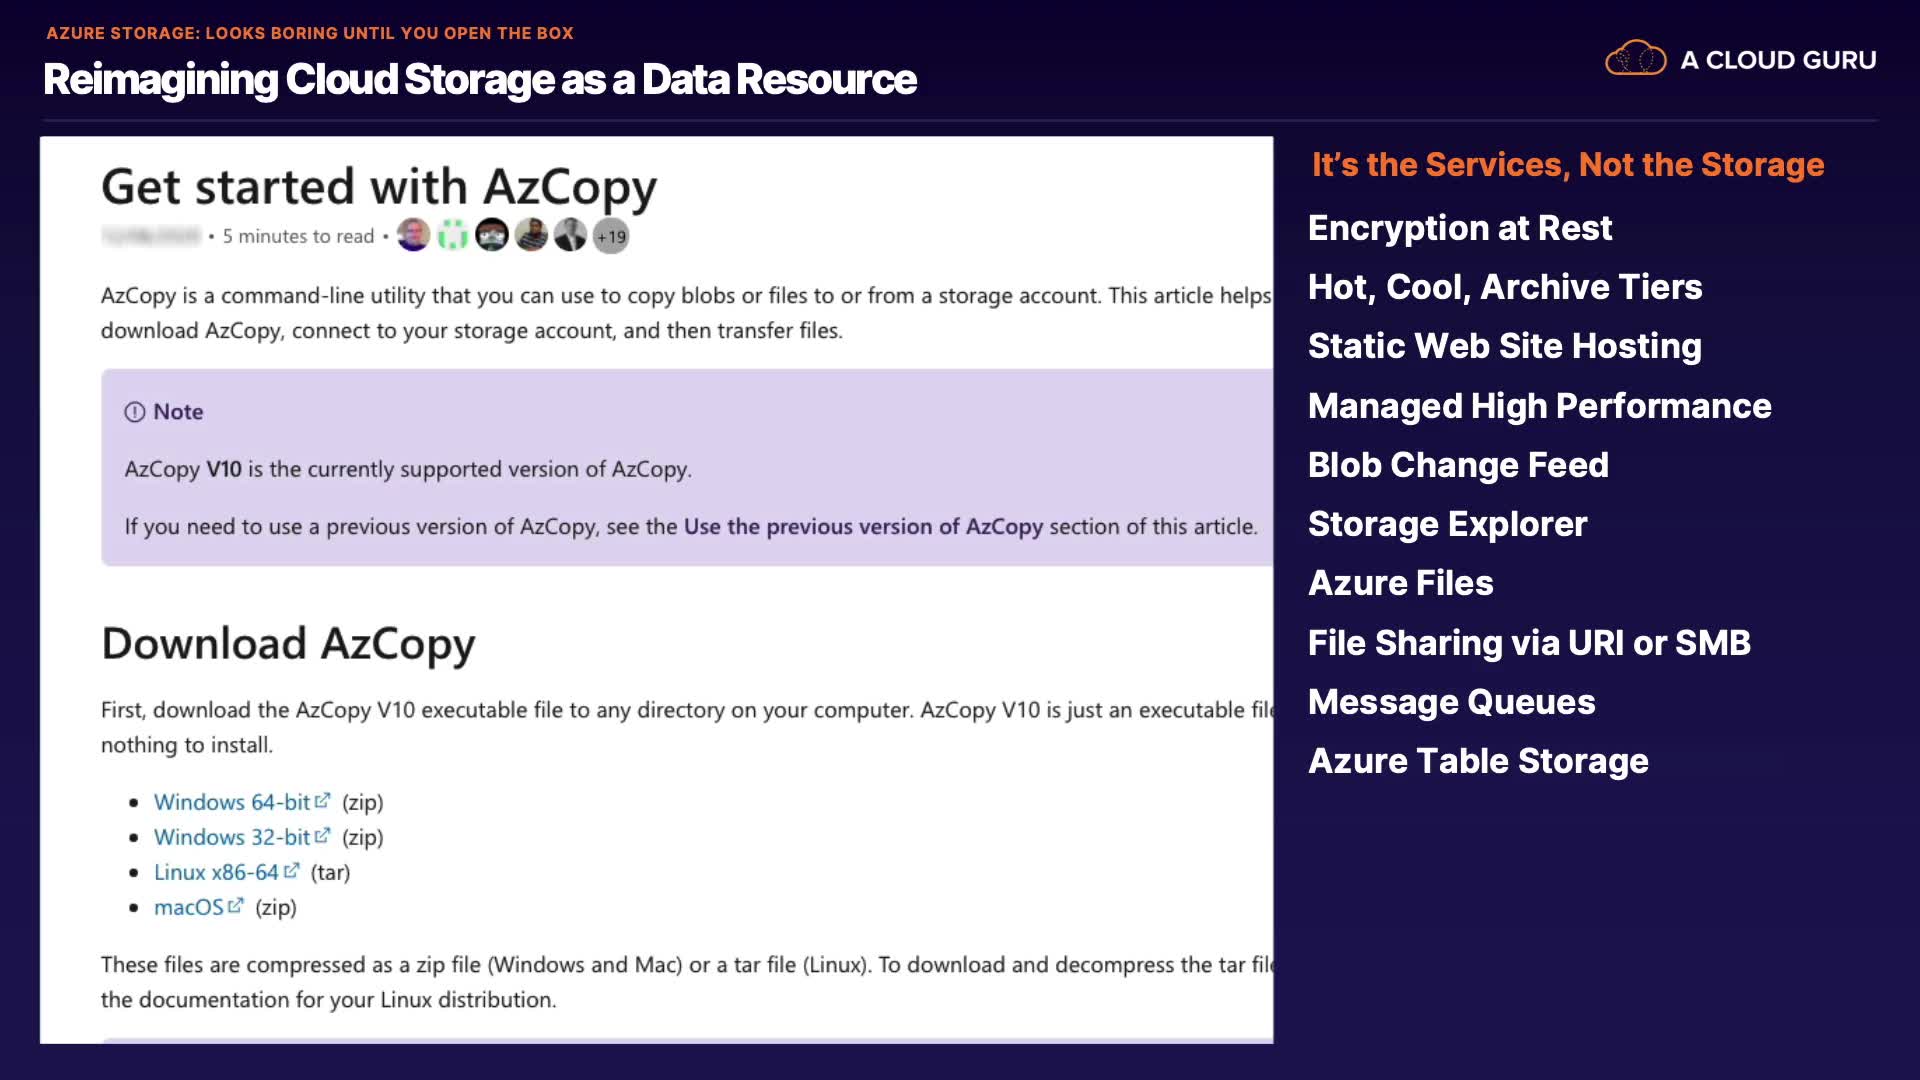 AZURE STORAGE: LOOKS BORING UNTIL YOU OPEN THE BOX
Reimagining Cloud Storage as a Data Resource
A CLOUD GURU
Get started with AzCopy
• 5 minutes to read • +19
AzCopy is a command-line utility that you can use to copy blobs or files to or from a storage account. This article helps
download AzCopy, connect to your storage account, and then transfer files.
Note
AzCopy V10 is the currently supported version of AzCopy.
If you need to use a previous version of AzCopy, see the Use the previous version of AzCopy section of this article.
Download AzCopy
First, download the AzCopy V10 executable file to any directory on your computer. AzCopy V10 is just an executable file
nothing to install.
• Windows 64-bit (zip)
• Windows 32-bit (zip)
• Linux x86-64 (tar)
• macOS (zip)
These files are compressed as a zip file (Windows and Mac) or a tar file (Linux). To download and decompress the tar file
the documentation for your Linux distribution.
It's the Services, Not the Storage
Encryption at Rest
Hot, Cool, Archive Tiers
Static Web Site Hosting
Managed High Performance
Blob Change Feed
Storage Explorer
Azure Files
File Sharing via URI or SMB
Message Queues
Azure Table Storage